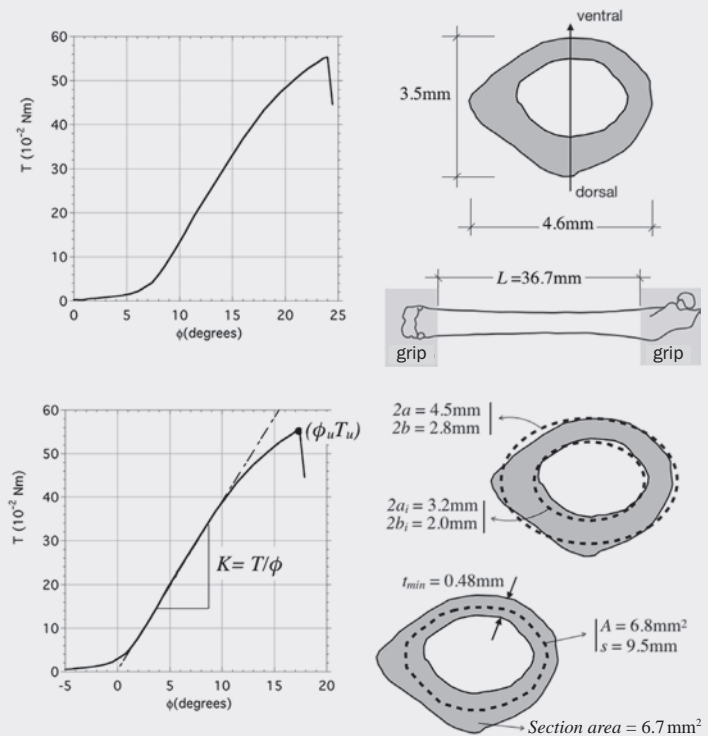 60
50
40
30
20
10
0
T (10⁻² Nm)
0 5 10 15 20 25
ϕ(degrees)
ventral
3.5mm
dorsal
4.6mm
L=36.7mm
grip
grip
60
50
40
30
20
10
0
T (10⁻² Nm)
(ϕᵤTᵤ)
K= T/ϕ
-5 0 5 10 15 20
ϕ(degrees)
2a = 4.5mm
2b = 2.8mm
2aᵢ = 3.2mm
2bᵢ = 2.0mm
tmin = 0.48mm
A = 6.8mm²
s = 9.5mm
Section area = 6.7 mm²